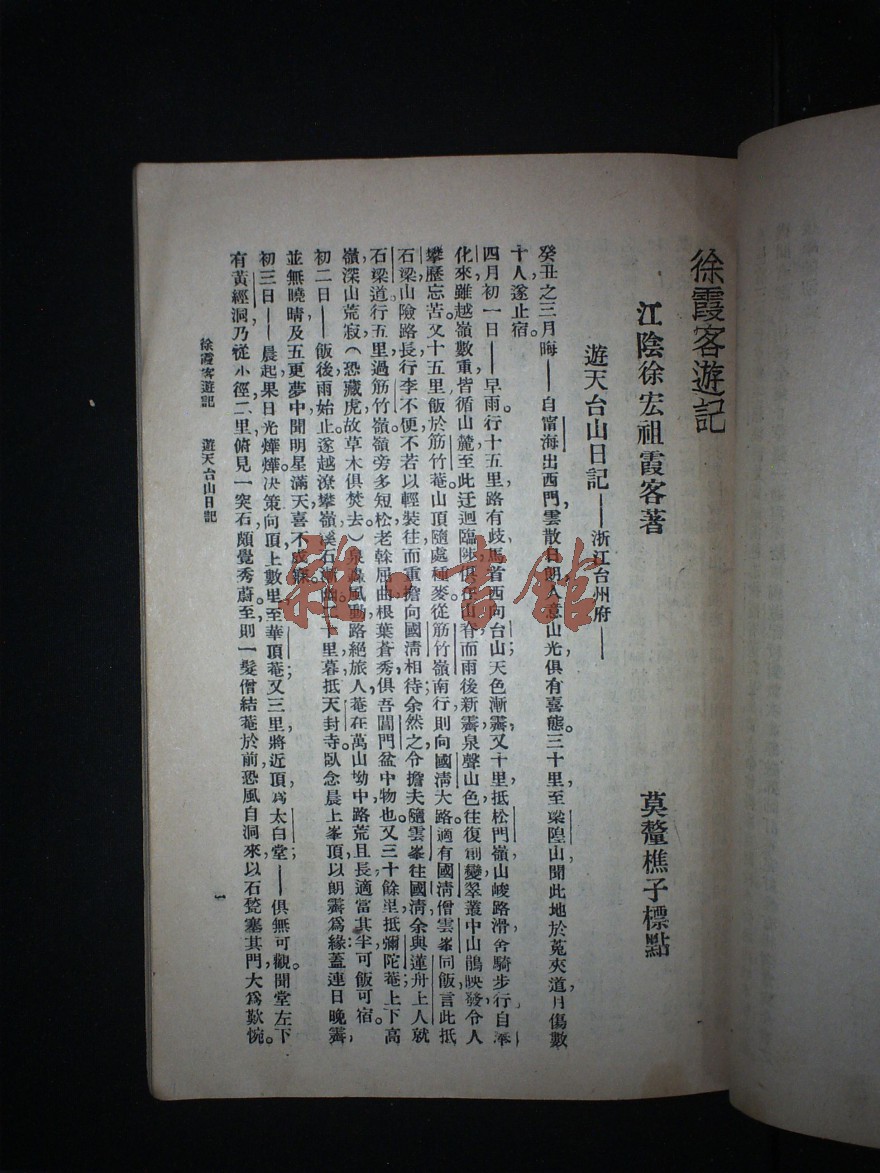 徐霞客遊記
江陰徐宏祖霞客著 莫釐樵子標點
遊天台山日記——浙江台州府——
癸丑之三月晦——自甯海出西門，雲散日朗，人意山光，俱有喜態。三十里，至梁隍山，聞此地於菟夾道，月傷數
十人，遂止宿。
四月初一日——早雨。行十五里，路有歧，馬首西向台山，天色漸霽。又十里，抵松門嶺，山峻路滑，舍騎步行。自奉
化來，雖越嶺數重，皆循山麓；至此迂迴臨陟，俱在山脊。而雨後新霽，泉聲山色，往復創變，翠叢中山鵑映發，令人
攀歷忘苦。又十五里，飯於筋竹菴。山頂隨處種麥。從筋竹嶺南行，則向國清大路。適有國清僧雲峯同飯，言此抵
石梁，山險路長，行李不便，不若以輕裝往，而重擔向國清相待。余然之，令擔夫隨雲峯往國清，余與蓮舟上人就
石梁道。行五里，過筋竹嶺。嶺旁多短松，老榦屈曲，根葉蒼秀，俱吾閶門盆中物也。又三十餘里，抵彌陀菴。上下高
嶺，深山荒寂，（恐藏虎，故草木俱焚去。）泉轟風動，路絕旅人。菴在萬山坳中，路荒且長，適當其半，可飯可宿。
初二日——飯後，雨始止。遂越潦攀嶺，溪石漸幽。二十里，暮抵天封寺。臥念晨上峯頂，以朗霽爲緣，蓋連日晚霽，
並無曉晴。及五更夢中，聞明星滿天，喜不成寐。
初三日——晨起，果日光燁燁，決策向頂。上數里，至華頂菴；又三里，將近頂，爲太白堂；——俱無可觀。聞堂左下
有黃經洞，乃從小徑。二里，俯見一突石，頗覺秀蔚。至則一髮僧結菴於前，恐風自洞來，以石甃塞其門，大爲歎惋。
徐霞客遊記 遊天台山日記
一
雜·書館